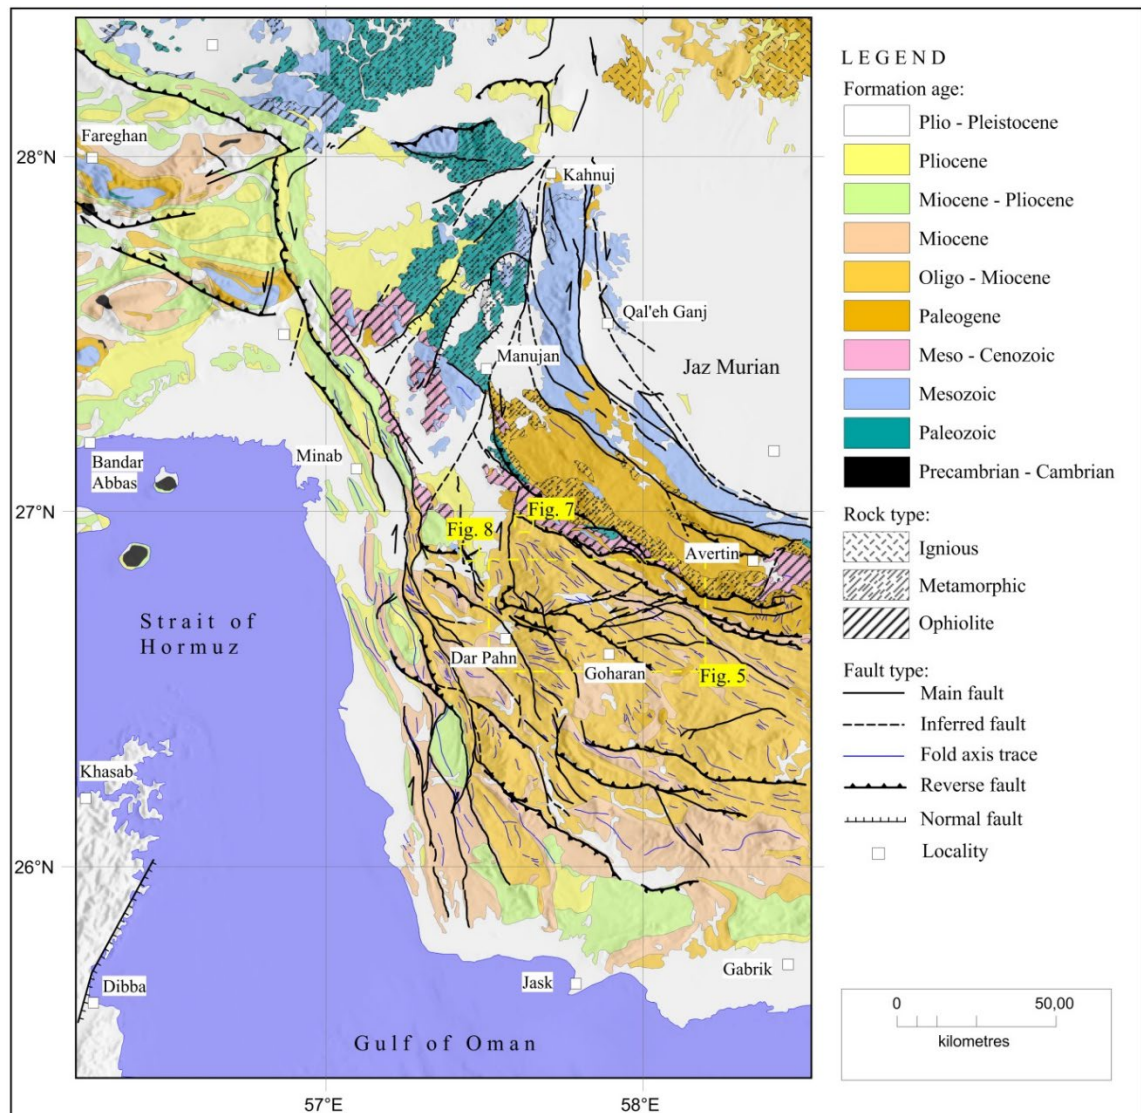 28°N
27°N
26°N
57°E
58°E
Fareghan
Kahnuj
Qal'eh Ganj
Manujan
Jaz Murian
Bandar
Abbas
Minab
Fig. 7
Fig. 8
Avertin
Strait of
Hormuz
Dar Pahn
Goharan
Fig. 5
Khasab
Dibba
Jask
Gabrik
Gulf of Oman
LEGEND
Formation age:
Plio - Pleistocene
Pliocene
Miocene - Pliocene
Miocene
Oligo - Miocene
Paleogene
Meso - Cenozoic
Mesozoic
Paleozoic
Precambrian - Cambrian
Rock type:
Ignious
Metamorphic
Ophiolite
Fault type:
Main fault
Inferred fault
Fold axis trace
Reverse fault
Normal fault
Locality
0 50,00
kilometres